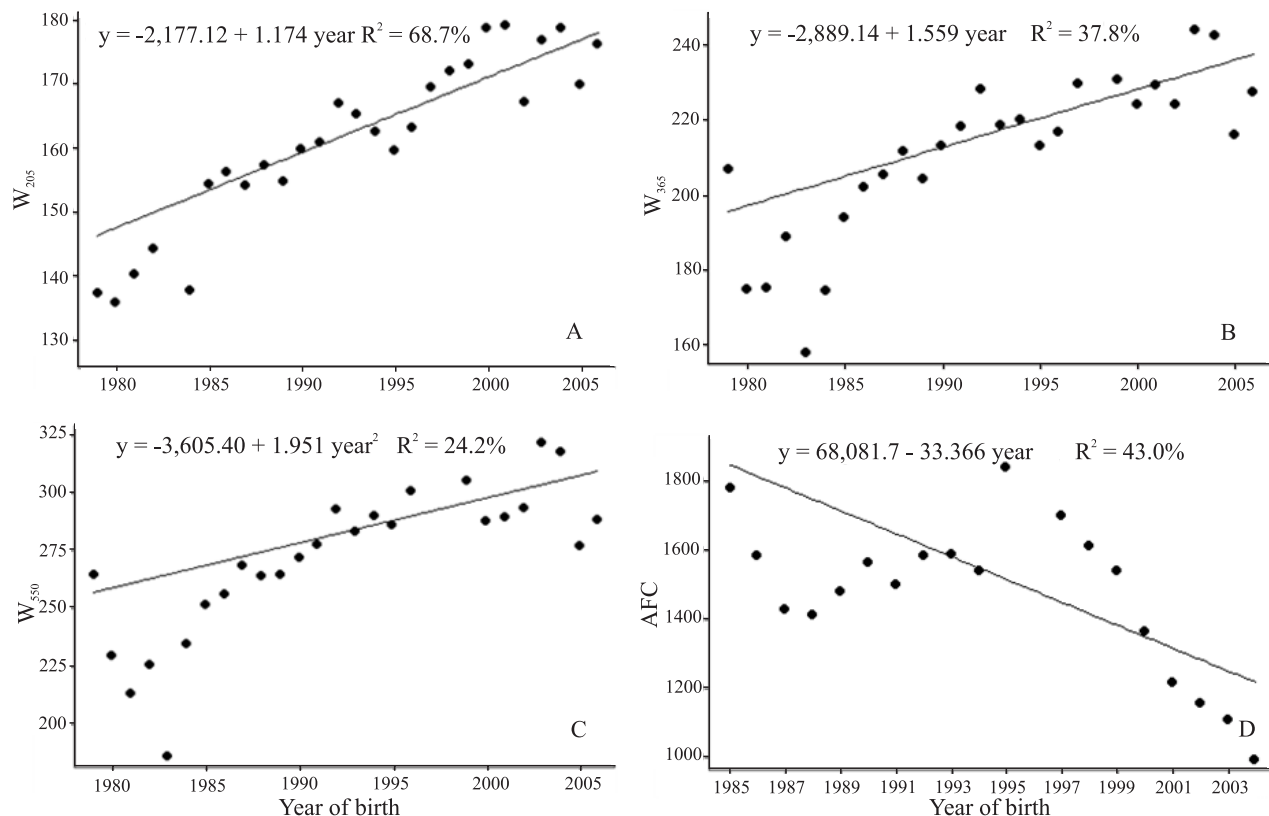 y = -2,177.12 + 1.174 year R² = 68.7%
180
170
160
150
140
130
W₂₀₅
A
1980 1985 1990 1995 2000 2005
y = -2,889.14 + 1.559 year R² = 37.8%
240
220
200
180
160
W₃₆₅
B
1980 1985 1990 1995 2000 2005
y = -3,605.40 + 1.951 year² R² = 24.2%
325
300
275
250
225
200
W₅₅₀
C
1980 1985 1990 1995 2000 2005
Year of birth
y = 68,081.7 - 33.366 year R² = 43.0%
1800
1600
1400
1200
1000
AFC
D
1985 1987 1989 1991 1993 1995 1997 1999 2001 2003
Year of birth